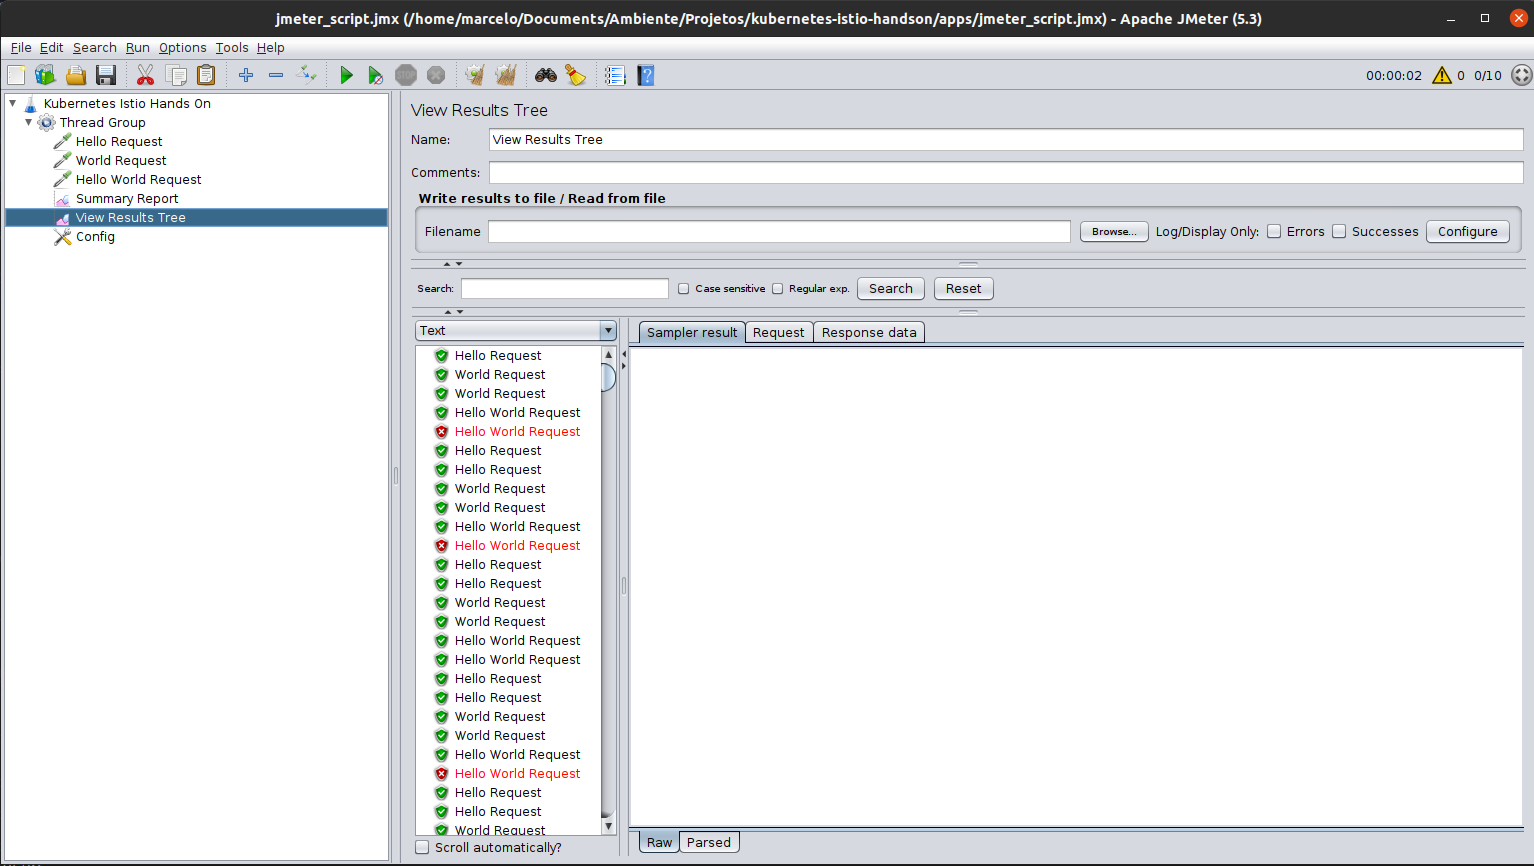 jmeter_script.jmx (/home/marcelo/Documents/Ambiente/Projetos/kubernetes-istio-handson/apps/jmeter_script.jmx) - Apache JMeter (5.3)
File Edit Search Run Options Tools Help
STOP
00:00:02 0 0/10
Kubernetes Istio Hands On
Thread Group
Hello Request
World Request
Hello World Request
Summary Report
View Results Tree
Config
View Results Tree
Name: View Results Tree
Comments:
Write results to file / Read from file
Filename Browse... Log/Display Only: Errors Successes Configure
Search: Case sensitive Regular exp. Search Reset
Text
Hello Request
World Request
World Request
Hello World Request
Hello World Request
Hello Request
Hello Request
World Request
World Request
Hello World Request
Hello World Request
Hello Request
Hello Request
World Request
World Request
Hello World Request
Hello World Request
Hello Request
Hello Request
World Request
World Request
Hello World Request
Hello World Request
Hello Request
Hello Request
World Request
Scroll automatically?
Sampler result Request Response data
Raw Parsed